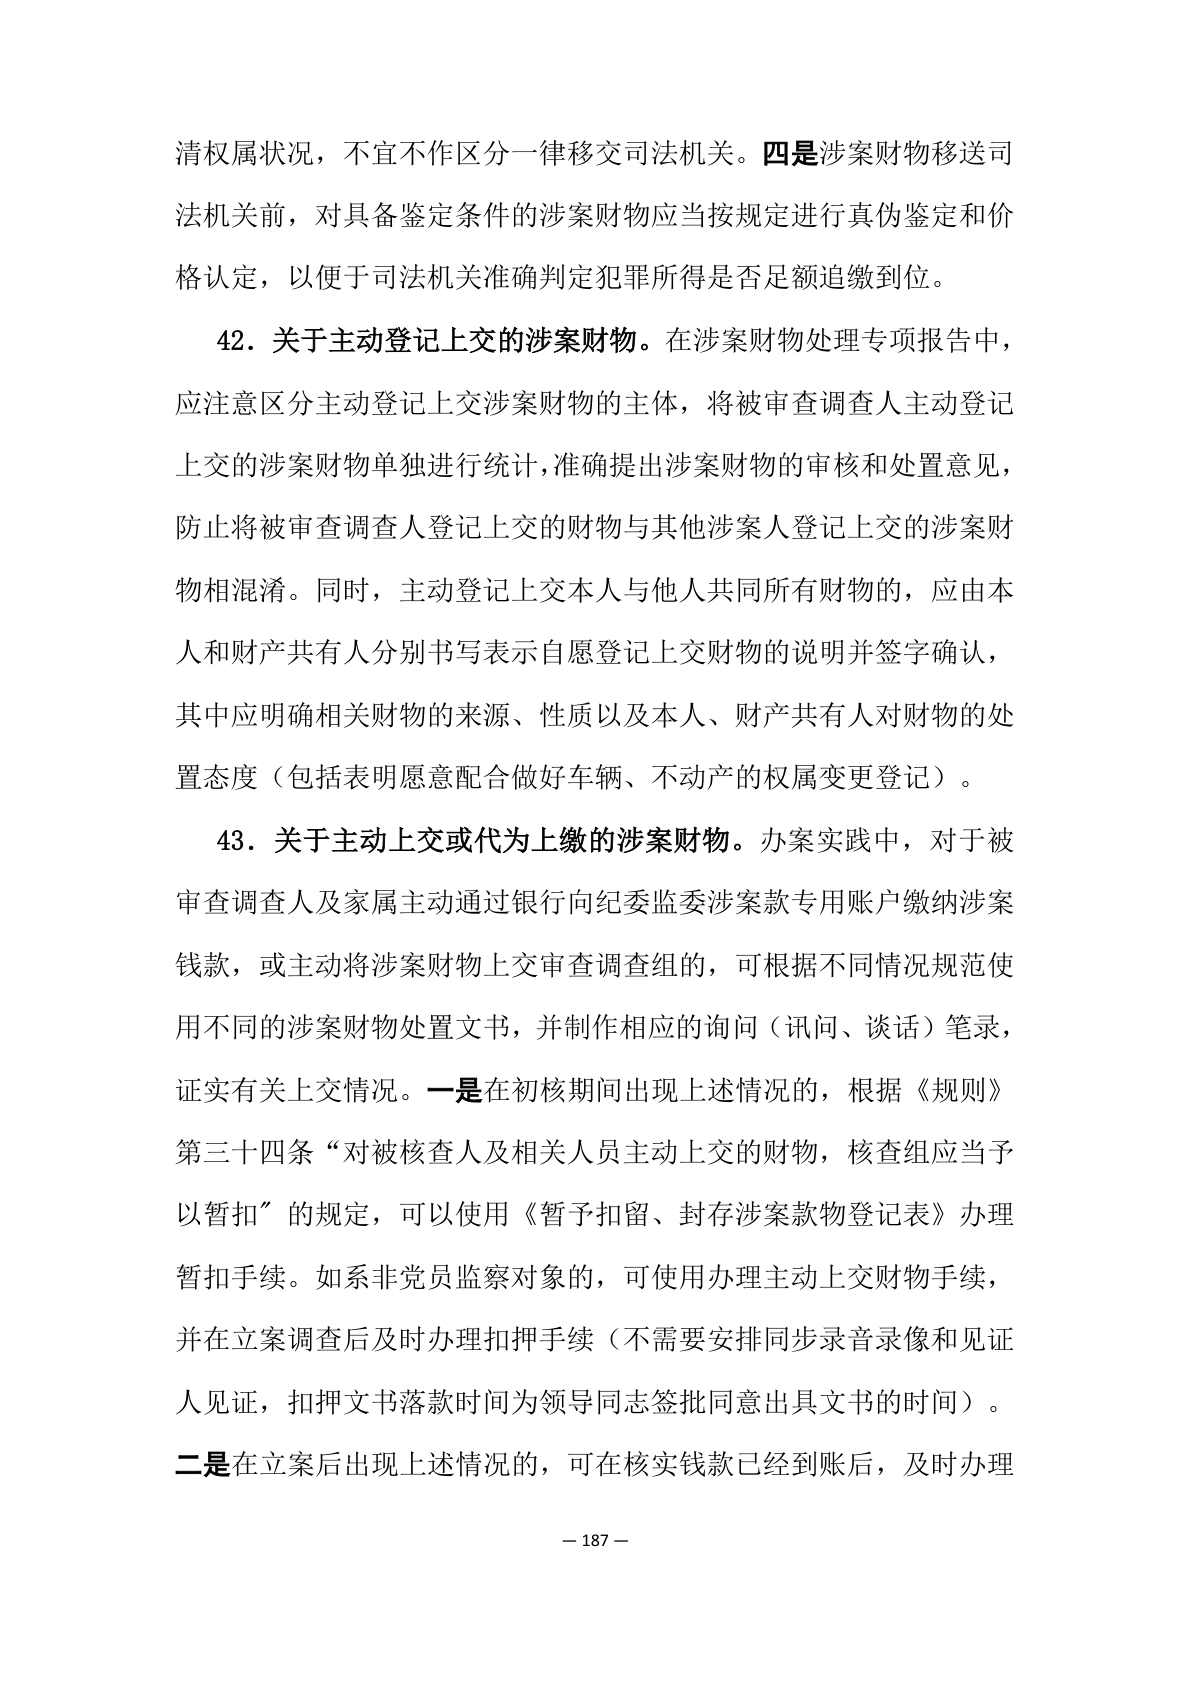 清权属状况，不宜不作区分一律移交司法机关。四是涉案财物移送司
法机关前，对具备鉴定条件的涉案财物应当按规定进行真伪鉴定和价
格认定，以便于司法机关准确判定犯罪所得是否足额追缴到位。
42．关于主动登记上交的涉案财物。在涉案财物处理专项报告中，
应注意区分主动登记上交涉案财物的主体，将被审查调查人主动登记
上交的涉案财物单独进行统计，准确提出涉案财物的审核和处置意见，
防止将被审查调查人登记上交的财物与其他涉案人登记上交的涉案财
物相混淆。同时，主动登记上交本人与他人共同所有财物的，应由本
人和财产共有人分别书写表示自愿登记上交财物的说明并签字确认，
其中应明确相关财物的来源、性质以及本人、财产共有人对财物的处
置态度（包括表明愿意配合做好车辆、不动产的权属变更登记）。
43．关于主动上交或代为上缴的涉案财物。办案实践中，对于被
审查调查人及家属主动通过银行向纪委监委涉案款专用账户缴纳涉案
钱款，或主动将涉案财物上交审查调查组的，可根据不同情况规范使
用不同的涉案财物处置文书，并制作相应的询问（讯问、谈话）笔录，
证实有关上交情况。一是在初核期间出现上述情况的，根据《规则》
第三十四条“对被核查人及相关人员主动上交的财物，核查组应当予
以暂扣″的规定，可以使用《暂予扣留、封存涉案款物登记表》办理
暂扣手续。如系非党员监察对象的，可使用办理主动上交财物手续，
并在立案调查后及时办理扣押手续（不需要安排同步录音录像和见证
人见证，扣押文书落款时间为领导同志签批同意出具文书的时间）。
二是在立案后出现上述情况的，可在核实钱款已经到账后，及时办理
— 187 —